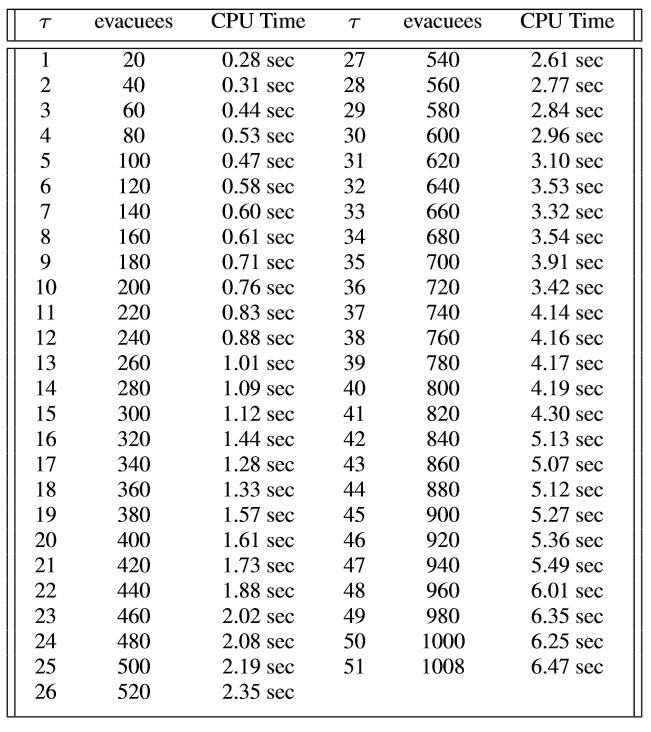 τ evacuees CPU Time τ evacuees CPU Time
1 20 0.28 sec 27 540 2.61 sec
2 40 0.31 sec 28 560 2.77 sec
3 60 0.44 sec 29 580 2.84 sec
4 80 0.53 sec 30 600 2.96 sec
5 100 0.47 sec 31 620 3.10 sec
6 120 0.58 sec 32 640 3.53 sec
7 140 0.60 sec 33 660 3.32 sec
8 160 0.61 sec 34 680 3.54 sec
9 180 0.71 sec 35 700 3.91 sec
10 200 0.76 sec 36 720 3.42 sec
11 220 0.83 sec 37 740 4.14 sec
12 240 0.88 sec 38 760 4.16 sec
13 260 1.01 sec 39 780 4.17 sec
14 280 1.09 sec 40 800 4.19 sec
15 300 1.12 sec 41 820 4.30 sec
16 320 1.44 sec 42 840 5.13 sec
17 340 1.28 sec 43 860 5.07 sec
18 360 1.33 sec 44 880 5.12 sec
19 380 1.57 sec 45 900 5.27 sec
20 400 1.61 sec 46 920 5.36 sec
21 420 1.73 sec 47 940 5.49 sec
22 440 1.88 sec 48 960 6.01 sec
23 460 2.02 sec 49 980 6.35 sec
24 480 2.08 sec 50 1000 6.25 sec
25 500 2.19 sec 51 1008 6.47 sec
26 520 2.35 sec